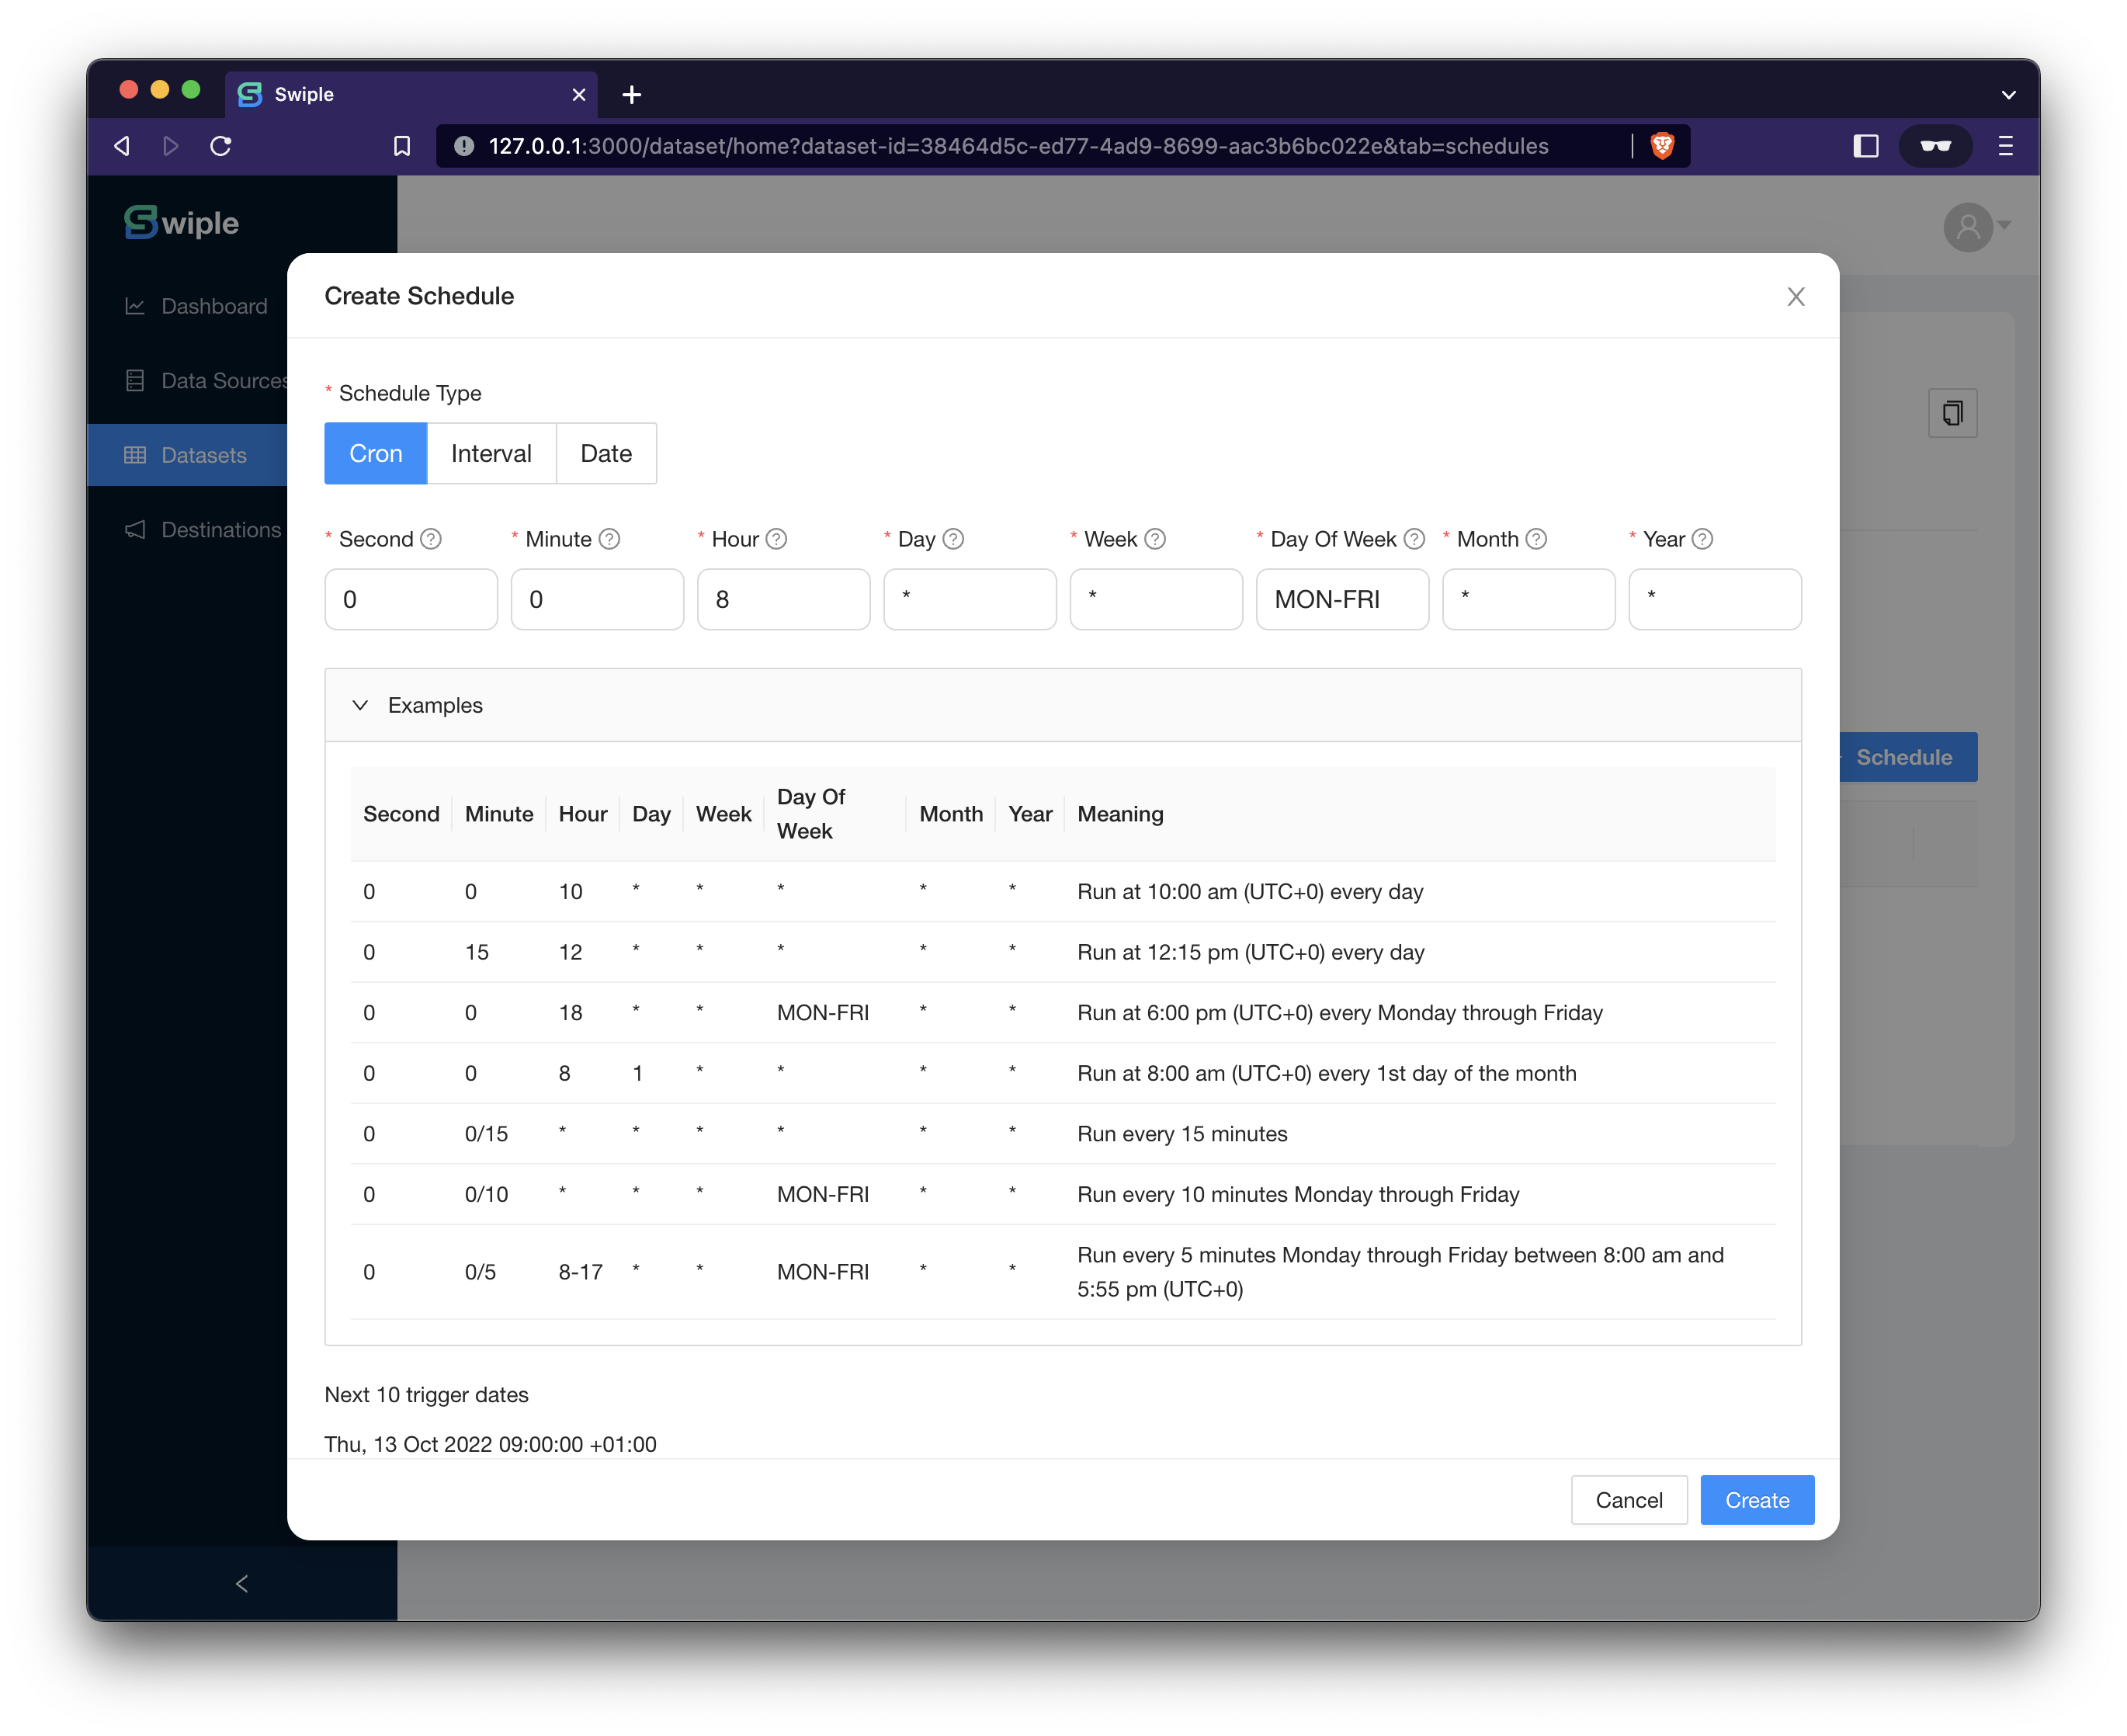 Swiple
127.0.0.1:3000/dataset/home?dataset-id=38464d5c-ed77-4ad9-8699-aac3b6bc022e&tab=schedules
Swiple
Dashboard
Data Sources
Datasets
Destinations
Schedule
Create Schedule
* Schedule Type
Cron Interval Date
* Second * Minute * Hour * Day * Week * Day Of Week * Month * Year
0 0 8 * * MON-FRI * *
Examples
Second Minute Hour Day Week Day Of Week Month Year Meaning
0 0 10 * * * * * Run at 10:00 am (UTC+0) every day
0 15 12 * * * * * Run at 12:15 pm (UTC+0) every day
0 0 18 * * MON-FRI * * Run at 6:00 pm (UTC+0) every Monday through Friday
0 0 8 1 * * * * Run at 8:00 am (UTC+0) every 1st day of the month
0 0/15 * * * * * * Run every 15 minutes
0 0/10 * * * MON-FRI * * Run every 10 minutes Monday through Friday
0 0/5 8-17 * * MON-FRI * * Run every 5 minutes Monday through Friday between 8:00 am and
5:55 pm (UTC+0)
Next 10 trigger dates
Thu, 13 Oct 2022 09:00:00 +01:00
Cancel Create